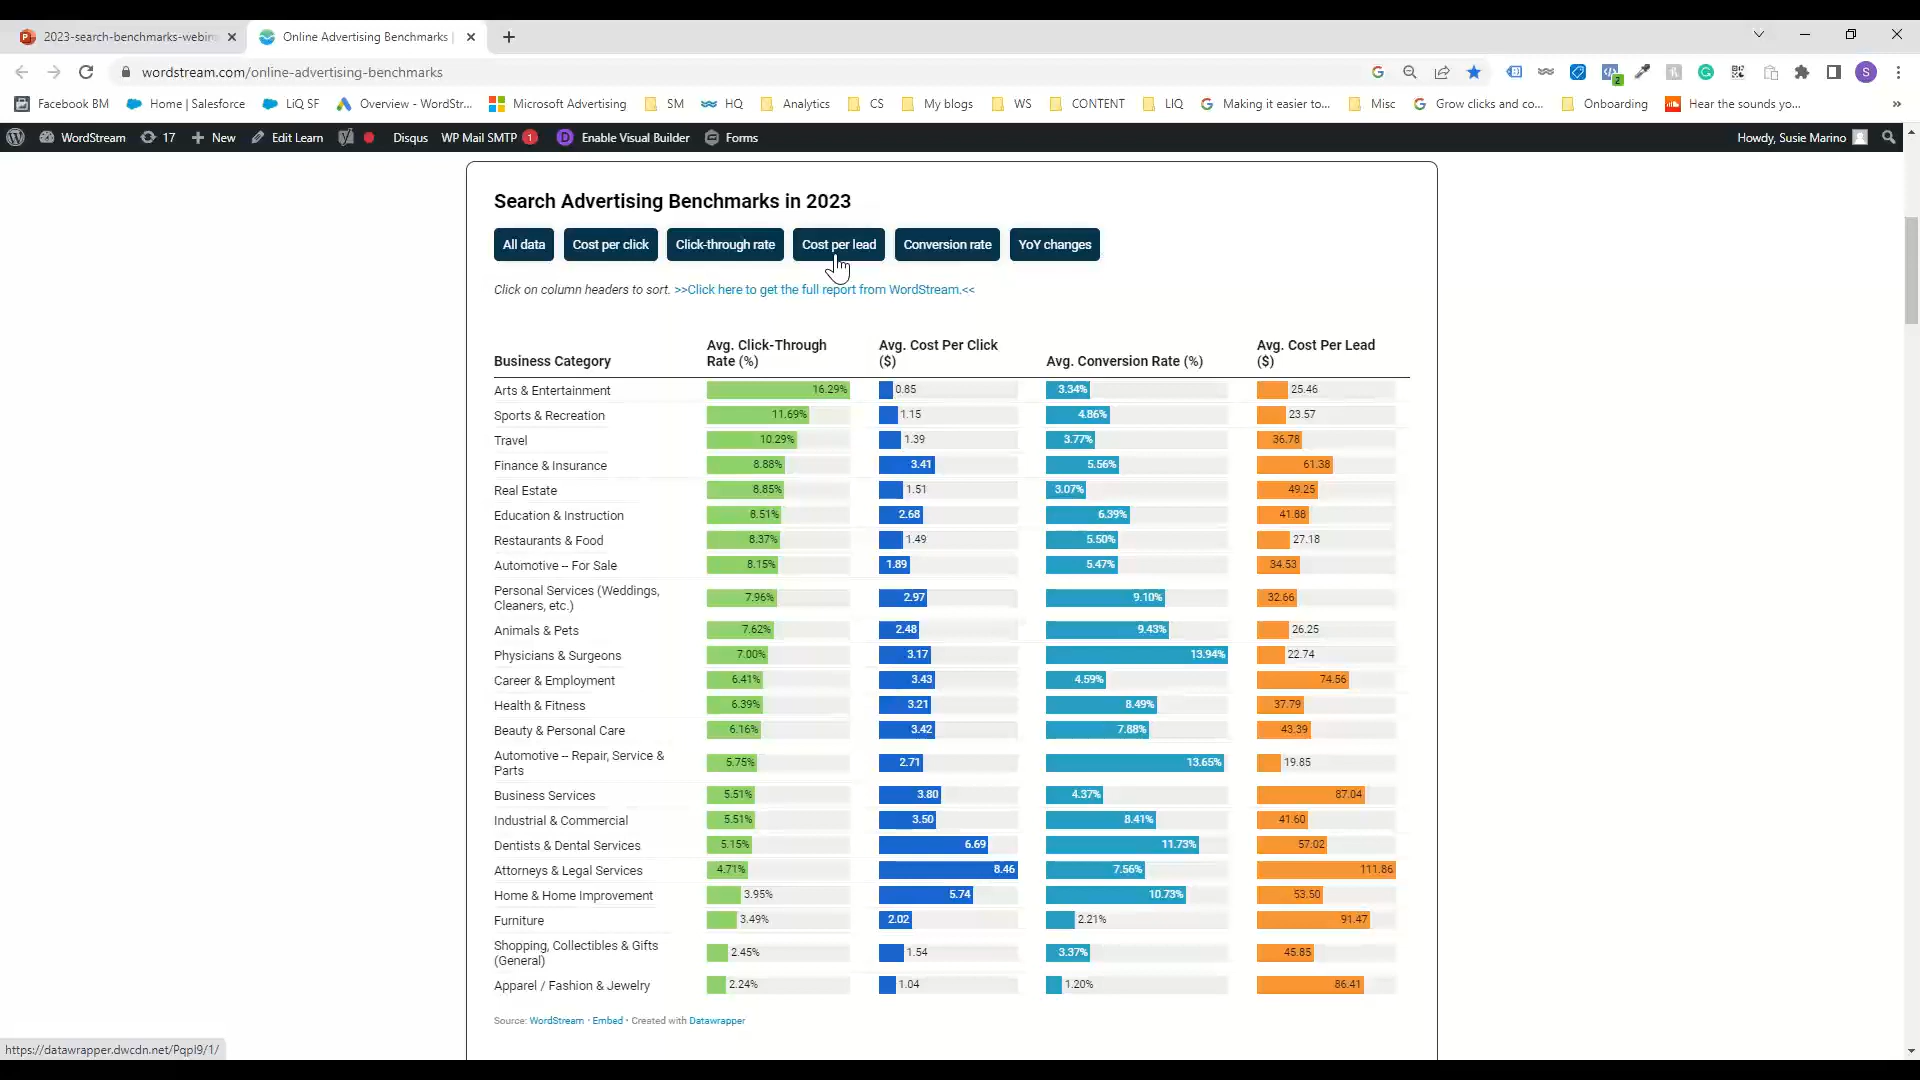 2023-search-benchmarks-webin
Online Advertising Benchmarks |
wordstream.com/online-advertising-benchmarks
2
S
Facebook BM
Home | Salesforce
LiQ SF
Overview - WordStr...
Microsoft Advertising
SM
HQ
Analytics
CS
My blogs
WS
CONTENT
LIQ
Making it easier to...
Misc
Grow clicks and co...
Onboarding
Hear the sounds yo...
»
WordStream
17
New
Edit Learn
Disqus
WP Mail SMTP 1
D Enable Visual Builder
Forms
Howdy, Susie Marino
Search Advertising Benchmarks in 2023
All data Cost per click Click-through rate Cost per lead Conversion rate YoY changes
Click on column headers to sort. >>Click here to get the full report from WordStream.<<
Business Category Avg. Click-Through Rate (%) Avg. Cost Per Click ($) Avg. Conversion Rate (%) Avg. Cost Per Lead ($)
Arts & Entertainment 16.29% 0.85 3.34% 25.46
Sports & Recreation 11.69% 1.15 4.86% 23.57
Travel 10.29% 1.39 3.77% 36.78
Finance & Insurance 8.88% 3.41 5.56% 61.38
Real Estate 8.85% 1.51 3.07% 49.25
Education & Instruction 8.51% 2.68 6.39% 41.88
Restaurants & Food 8.37% 1.49 5.50% 27.18
Automotive – For Sale 8.15% 1.89 5.47% 34.53
Personal Services (Weddings,
Cleaners, etc.) 7.96% 2.97 9.10% 32.66
Animals & Pets 7.62% 2.48 9.43% 26.25
Physicians & Surgeons 7.00% 3.17 13.94% 22.74
Career & Employment 6.41% 3.43 4.59% 74.56
Health & Fitness 6.39% 3.21 8.49% 37.79
Beauty & Personal Care 6.16% 3.42 7.88% 43.39
Automotive – Repair, Service &
Parts 5.75% 2.71 13.65% 19.85
Business Services 5.51% 3.80 4.37% 87.04
Industrial & Commercial 5.51% 3.50 8.41% 41.60
Dentists & Dental Services 5.15% 6.69 11.73% 57.02
Attorneys & Legal Services 4.71% 8.46 7.56% 111.86
Home & Home Improvement 3.95% 5.74 10.73% 53.50
Furniture 3.49% 2.02 2.21% 91.47
Shopping, Collectibles & Gifts
(General) 2.45% 1.54 3.37% 45.85
Apparel / Fashion & Jewelry 2.24% 1.04 1.20% 86.41
Source: WordStream • Embed • Created with Datawrapper
https://datawrapper.dwcdn.net/PqpI9/1/